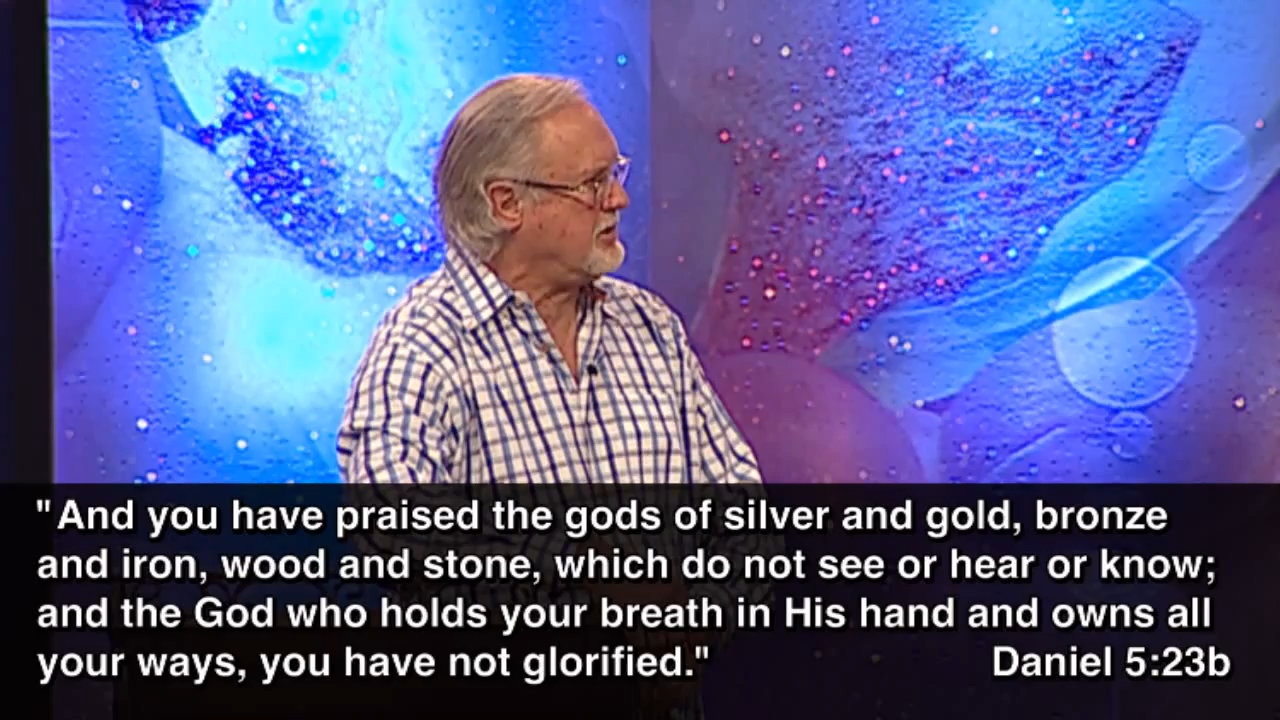 "And you have praised the gods of silver and gold, bronze
and iron, wood and stone, which do not see or hear or know;
and the God who holds your breath in His hand and owns all
your ways, you have not glorified."
Daniel 5:23b